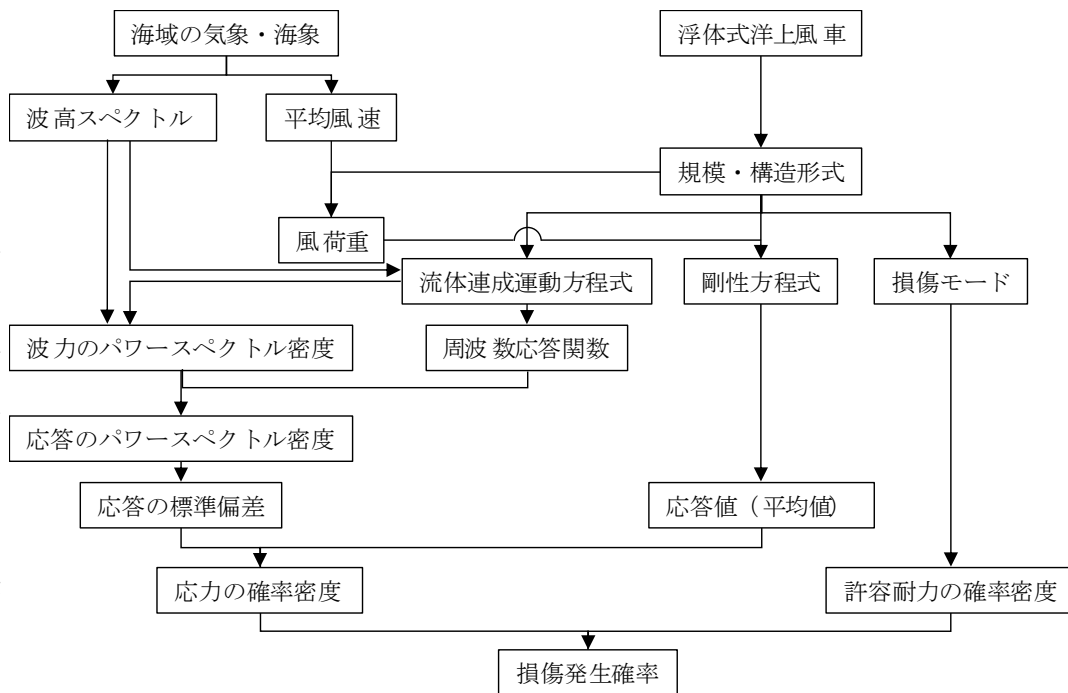 海域の気象・海象
浮体式洋上風車
波高スペクトル
平均風速
規模・構造形式
風荷重
流体連成運動方程式
剛性方程式
損傷モード
波力のパワースペクトル密度
周波数応答関数
応答のパワースペクトル密度
応答の標準偏差
応答値（平均値）
応力の確率密度
許容耐力の確率密度
損傷発生確率